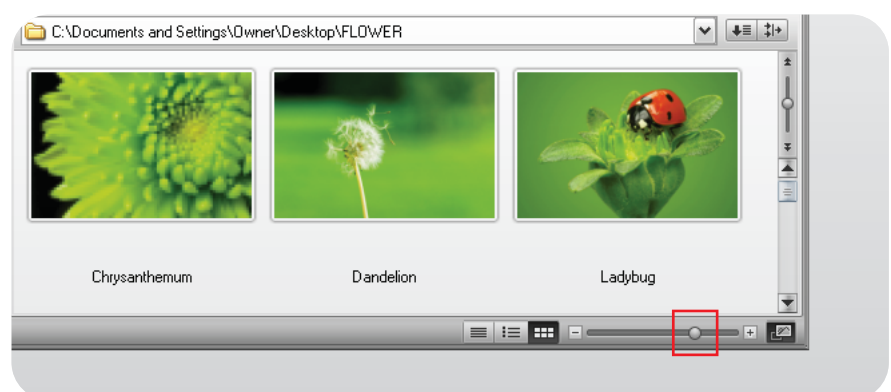 C:\Documents and Settings\Owner\Desktop\FLOWER
Chrysanthemum
Dandelion
Ladybug